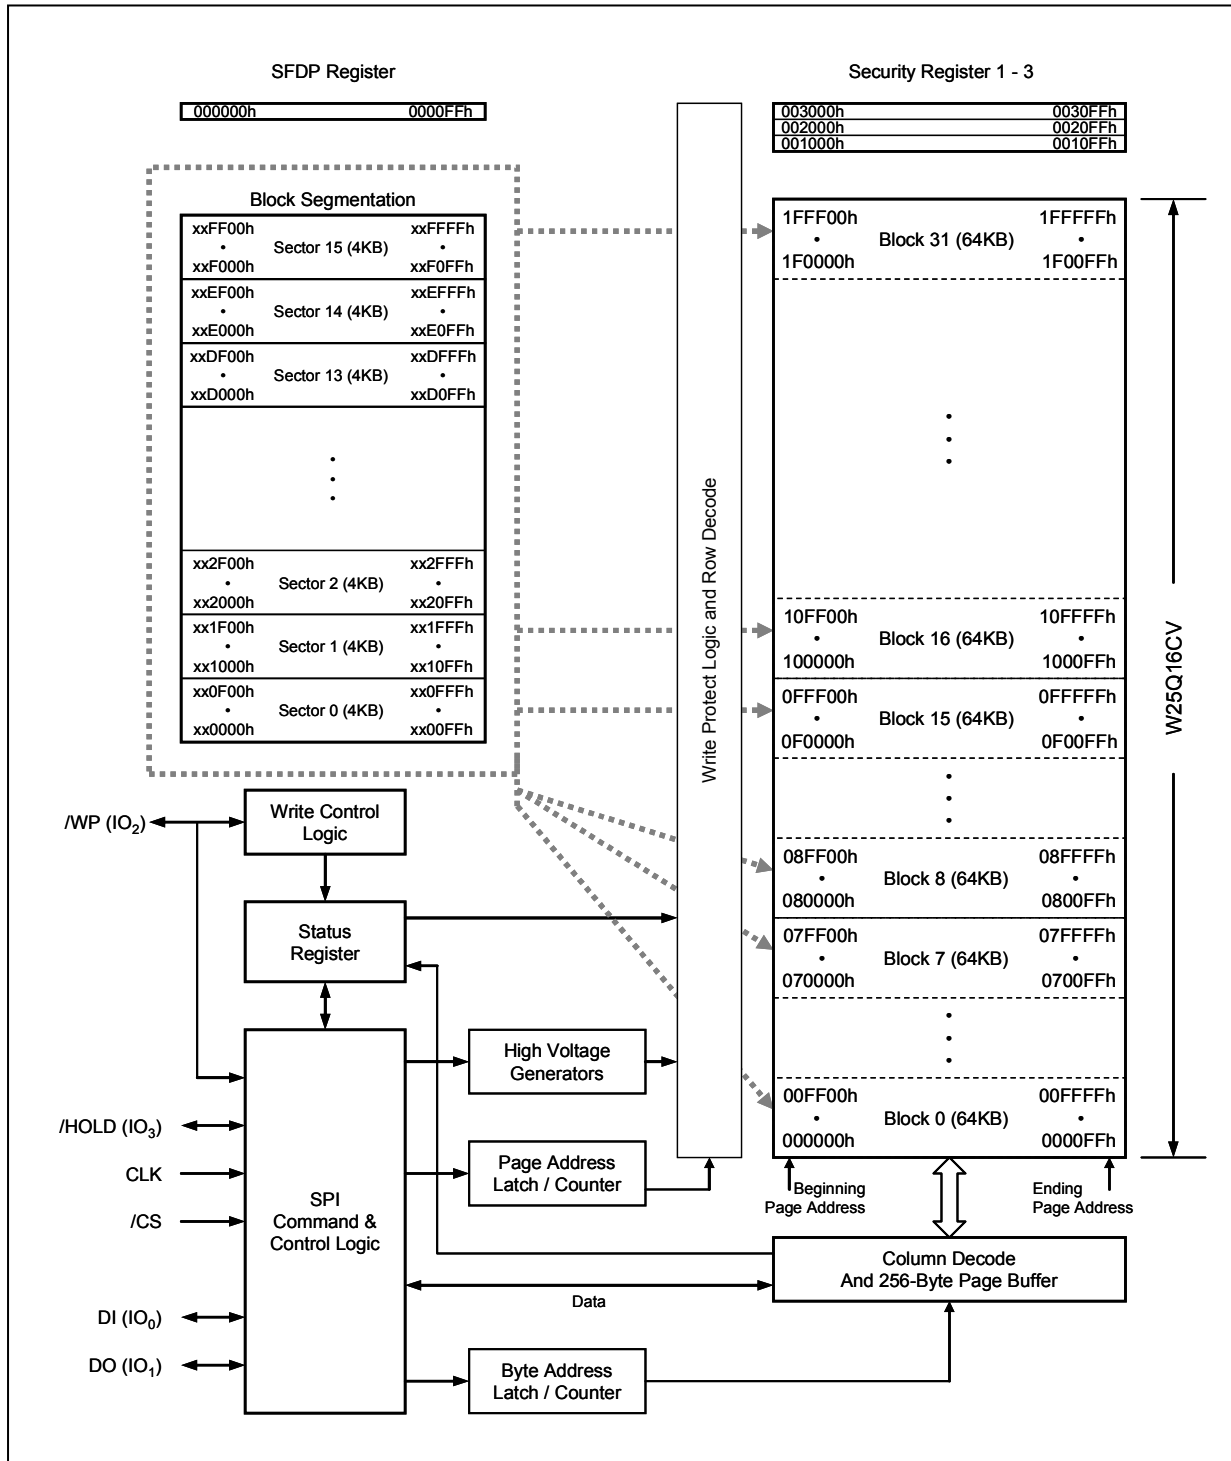 SFDP Register
000000h 0000FFh
Security Register 1 - 3
003000h 0030FFh
002000h 0020FFh
001000h 0010FFh
Block Segmentation
xxFF00h xxFFFFh
• Sector 15 (4KB) •
xxF000h xxF0FFh
xxEF00h xxEFFFh
• Sector 14 (4KB) •
xxE000h xxE0FFh
xxDF00h xxDFFFh
• Sector 13 (4KB) •
xxD000h xxD0FFh
xx2F00h xx2FFFh
• Sector 2 (4KB) •
xx2000h xx20FFh
xx1F00h xx1FFFh
• Sector 1 (4KB) •
xx1000h xx10FFh
xx0F00h xx0FFFh
• Sector 0 (4KB) •
xx0000h xx00FFh
Write Protect Logic and Row Decode
1FFF00h 1FFFFFh
• Block 31 (64KB) •
1F0000h 1F00FFh
10FF00h 10FFFFh
• Block 16 (64KB) •
100000h 1000FFh
0FFF00h 0FFFFFh
• Block 15 (64KB) •
0F0000h 0F00FFh
08FF00h 08FFFFh
• Block 8 (64KB) •
080000h 0800FFh
07FF00h 07FFFFh
• Block 7 (64KB) •
070000h 0700FFh
00FF00h 00FFFFh
• Block 0 (64KB) •
000000h 0000FFh
W25Q16CV
Beginning
Page Address
Ending
Page Address
/WP (IO2)
Write Control
Logic
Status
Register
High Voltage
Generators
/HOLD (IO3)
CLK
/CS
DI (IO0)
DO (IO1)
SPI
Command &
Control Logic
Page Address
Latch / Counter
Column Decode
And 256-Byte Page Buffer
Data
Byte Address
Latch / Counter